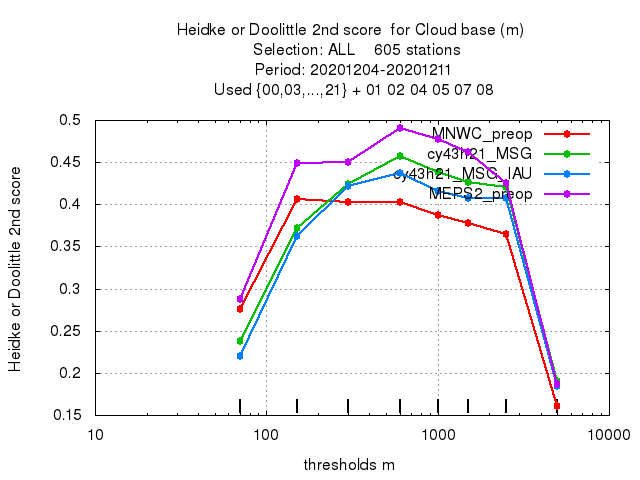 Heidke or Doolittle 2nd score  for Cloud base (m)
Selection: ALL    605 stations
Period: 20201204-20201211
Used {00,03,...,21} + 01 02 04 05 07 08
MNWC_preop
cy43h21_MSG
cy43h21_MSG_IAU
MEPS2_preop
0.5
0.45
0.4
0.35
0.3
0.25
0.2
0.15
Heidke or Doolittle 2nd score
10 100 1000 10000
thresholds m